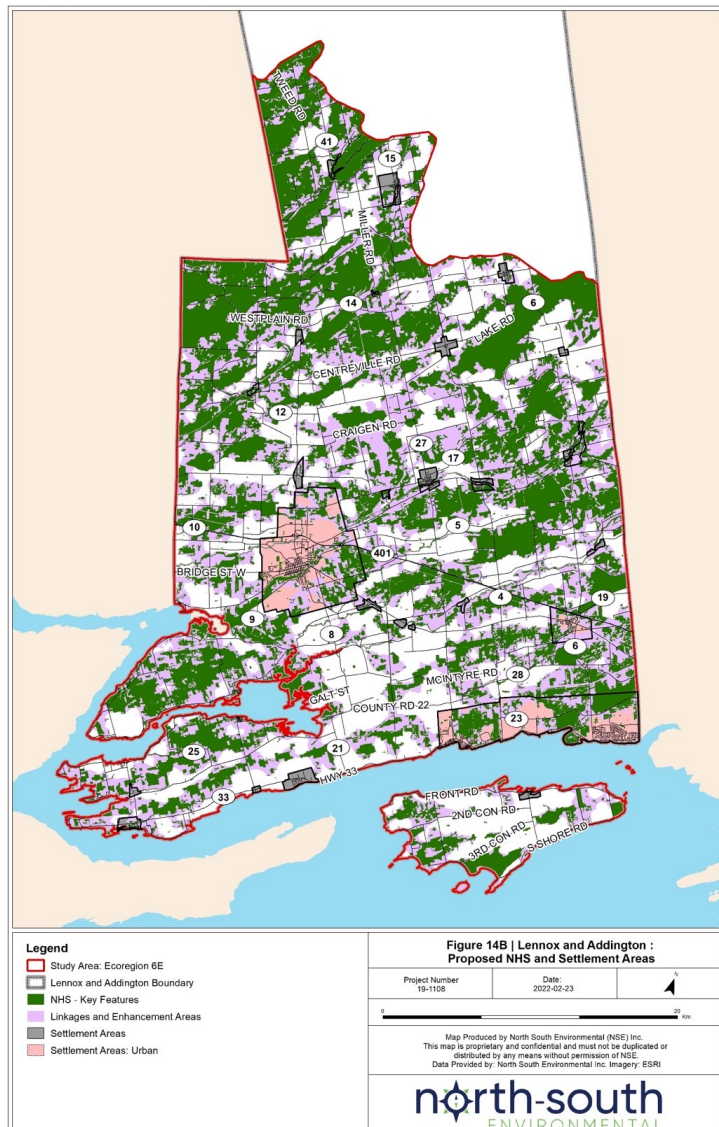 TWEED RD
41
15
MILLER RD
14
6
WESTPLAIN RD
LAKE RD
CENTREVILLE RD
12
CRAIGEN RD
27
17
10
5
401
BRIDGE ST W
4
19
9
8
6
MCINTYRE RD
28
GALT ST
COUNTY RD 22
23
25
21
HWY 33
33
FRONT RD
2ND CON RD
3RD CON RD
S SHORE RD
Legend
Study Area: Ecoregion 6E
Lennox and Addington Boundary
NHS - Key Features
Linkages and Enhancement Areas
Settlement Areas
Settlement Areas: Urban
Figure 14B | Lennox and Addington :
Proposed NHS and Settlement Areas
Project Number
19-1108
Date:
2022-02-23
N
0
20
Km
Map Produced by North South Environmental (NSE) Inc.
This map is proprietary and confidential and must not be duplicated or
distributed by any means without permission of NSE.
Data Provided by: North South Environmental Inc. Imagery: ESRI
north-south
ENVIRONMENTAL